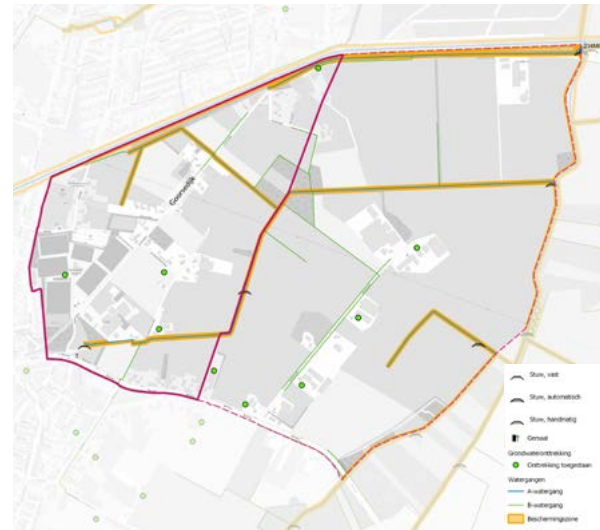 Goorsedijk
Stuw, vast
Stuw, automatisch
Stuw, handmatig
Gemaal
Grondwateronttrekking
Onttrekking toegestaan
Watergangen
A-watergang
B-watergang
Beschermingszone